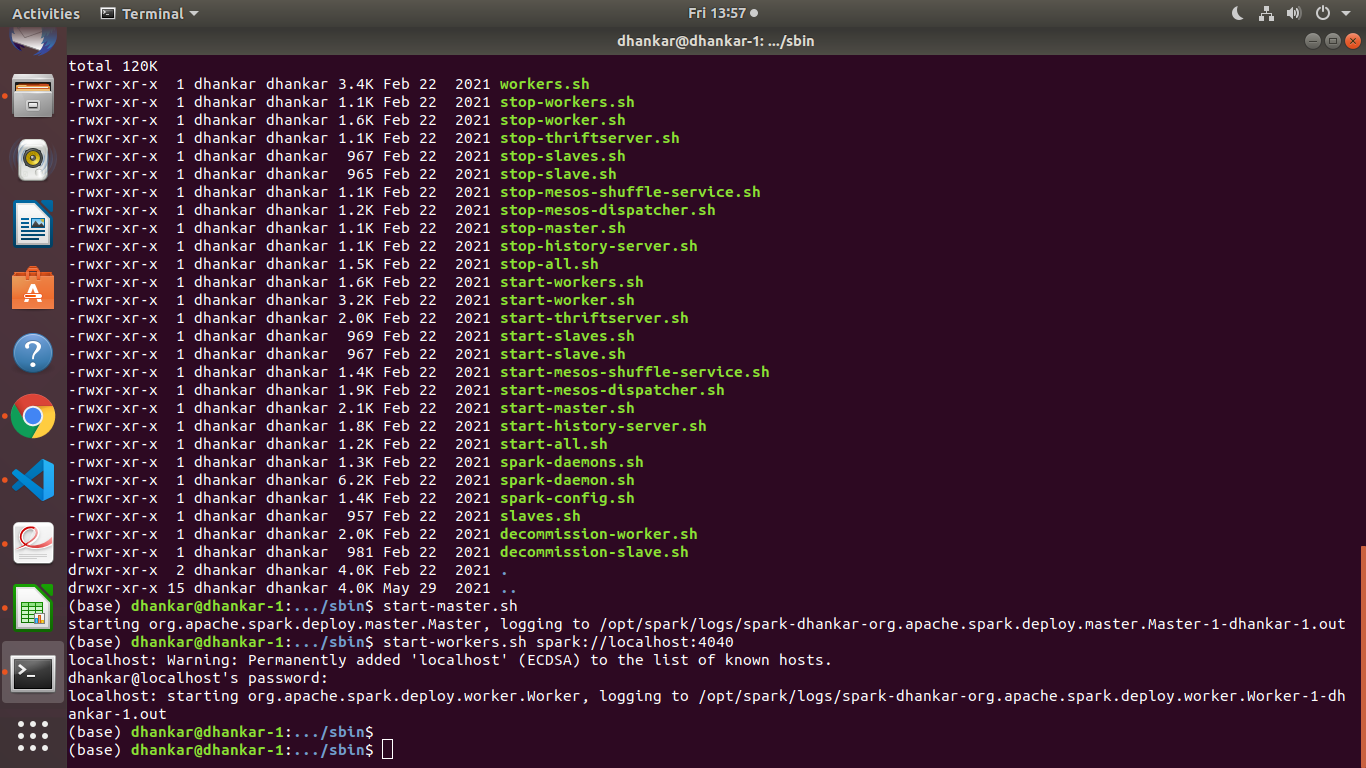 Activities Terminal Fri 13:57
dhankar@dhankar-1: .../sbin
total 120K
-rwxr-xr-x  1 dhankar dhankar 3.4K Feb 22  2021 workers.sh
-rwxr-xr-x  1 dhankar dhankar 1.1K Feb 22  2021 stop-workers.sh
-rwxr-xr-x  1 dhankar dhankar 1.6K Feb 22  2021 stop-worker.sh
-rwxr-xr-x  1 dhankar dhankar 1.1K Feb 22  2021 stop-thriftserver.sh
-rwxr-xr-x  1 dhankar dhankar  967 Feb 22  2021 stop-slaves.sh
-rwxr-xr-x  1 dhankar dhankar  965 Feb 22  2021 stop-slave.sh
-rwxr-xr-x  1 dhankar dhankar 1.1K Feb 22  2021 stop-mesos-shuffle-service.sh
-rwxr-xr-x  1 dhankar dhankar 1.2K Feb 22  2021 stop-mesos-dispatcher.sh
-rwxr-xr-x  1 dhankar dhankar 1.1K Feb 22  2021 stop-master.sh
-rwxr-xr-x  1 dhankar dhankar 1.1K Feb 22  2021 stop-history-server.sh
-rwxr-xr-x  1 dhankar dhankar 1.5K Feb 22  2021 stop-all.sh
-rwxr-xr-x  1 dhankar dhankar 1.6K Feb 22  2021 start-workers.sh
-rwxr-xr-x  1 dhankar dhankar 3.2K Feb 22  2021 start-worker.sh
-rwxr-xr-x  1 dhankar dhankar 2.0K Feb 22  2021 start-thriftserver.sh
-rwxr-xr-x  1 dhankar dhankar  969 Feb 22  2021 start-slaves.sh
-rwxr-xr-x  1 dhankar dhankar  967 Feb 22  2021 start-slave.sh
-rwxr-xr-x  1 dhankar dhankar 1.4K Feb 22  2021 start-mesos-shuffle-service.sh
-rwxr-xr-x  1 dhankar dhankar 1.9K Feb 22  2021 start-mesos-dispatcher.sh
-rwxr-xr-x  1 dhankar dhankar 2.1K Feb 22  2021 start-master.sh
-rwxr-xr-x  1 dhankar dhankar 1.8K Feb 22  2021 start-history-server.sh
-rwxr-xr-x  1 dhankar dhankar 1.2K Feb 22  2021 start-all.sh
-rwxr-xr-x  1 dhankar dhankar 1.3K Feb 22  2021 spark-daemons.sh
-rwxr-xr-x  1 dhankar dhankar 6.2K Feb 22  2021 spark-daemon.sh
-rwxr-xr-x  1 dhankar dhankar 1.4K Feb 22  2021 spark-config.sh
-rwxr-xr-x  1 dhankar dhankar  957 Feb 22  2021 slaves.sh
-rwxr-xr-x  1 dhankar dhankar 2.0K Feb 22  2021 decommission-worker.sh
-rwxr-xr-x  1 dhankar dhankar  981 Feb 22  2021 decommission-slave.sh
drwxr-xr-x  2 dhankar dhankar 4.0K Feb 22  2021 .
drwxr-xr-x 15 dhankar dhankar 4.0K May 29  2021 ..
(base) dhankar@dhankar-1:.../sbin$ start-master.sh
starting org.apache.spark.deploy.master.Master, logging to /opt/spark/logs/spark-dhankar-org.apache.spark.deploy.master.Master-1-dhankar-1.out
(base) dhankar@dhankar-1:.../sbin$ start-workers.sh spark://localhost:4040
localhost: Warning: Permanently added 'localhost' (ECDSA) to the list of known hosts.
dhankar@localhost's password:
localhost: starting org.apache.spark.deploy.worker.Worker, logging to /opt/spark/logs/spark-dhankar-org.apache.spark.deploy.worker.Worker-1-dh
ankar-1.out
(base) dhankar@dhankar-1:.../sbin$
(base) dhankar@dhankar-1:.../sbin$